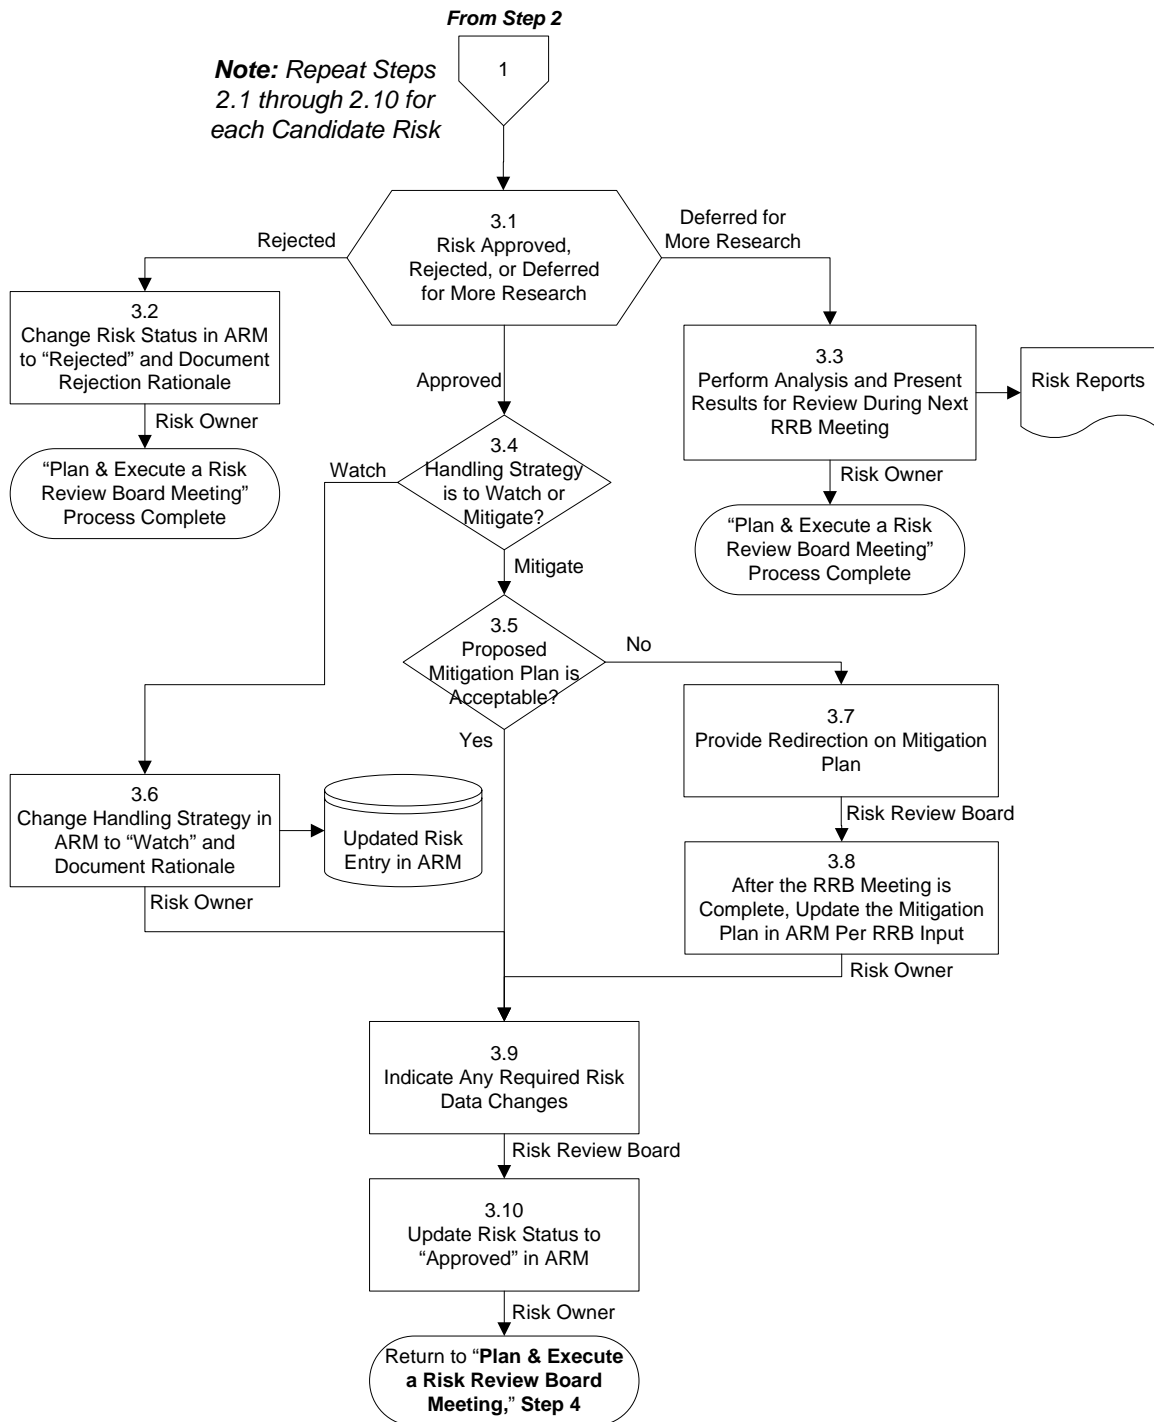 From Step 2
1
Note: Repeat Steps
2.1 through 2.10 for
each Candidate Risk
3.1
Risk Approved,
Rejected, or Deferred
for More Research
Rejected
Deferred for
More Research
3.2
Change Risk Status in ARM
to “Rejected” and Document
Rejection Rationale
Risk Owner
“Plan & Execute a Risk
Review Board Meeting”
Process Complete
Approved
3.3
Perform Analysis and Present
Results for Review During Next
RRB Meeting
Risk Reports
Risk Owner
“Plan & Execute a Risk
Review Board Meeting”
Process Complete
3.4
Handling Strategy
is to Watch or
Mitigate?
Watch
Mitigate
3.5
Proposed
Mitigation Plan is
Acceptable?
No
Yes
3.7
Provide Redirection on Mitigation
Plan
Risk Review Board
3.6
Change Handling Strategy in
ARM to “Watch” and
Document Rationale
Risk Owner
Updated Risk
Entry in ARM
3.8
After the RRB Meeting is
Complete, Update the Mitigation
Plan in ARM Per RRB Input
Risk Owner
3.9
Indicate Any Required Risk
Data Changes
Risk Review Board
3.10
Update Risk Status to
“Approved” in ARM
Risk Owner
Return to “Plan & Execute
a Risk Review Board
Meeting,” Step 4